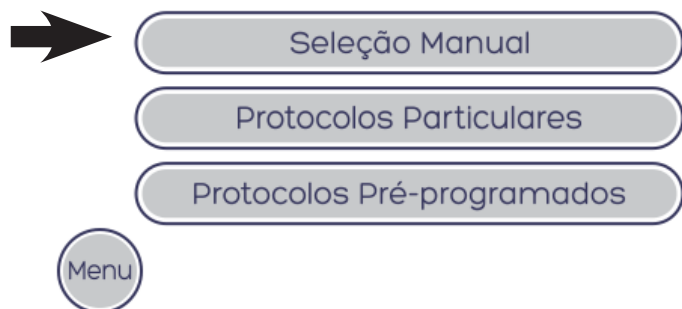 Seleção Manual
Protocolos Particulares
Protocolos Pré-programados
Menu